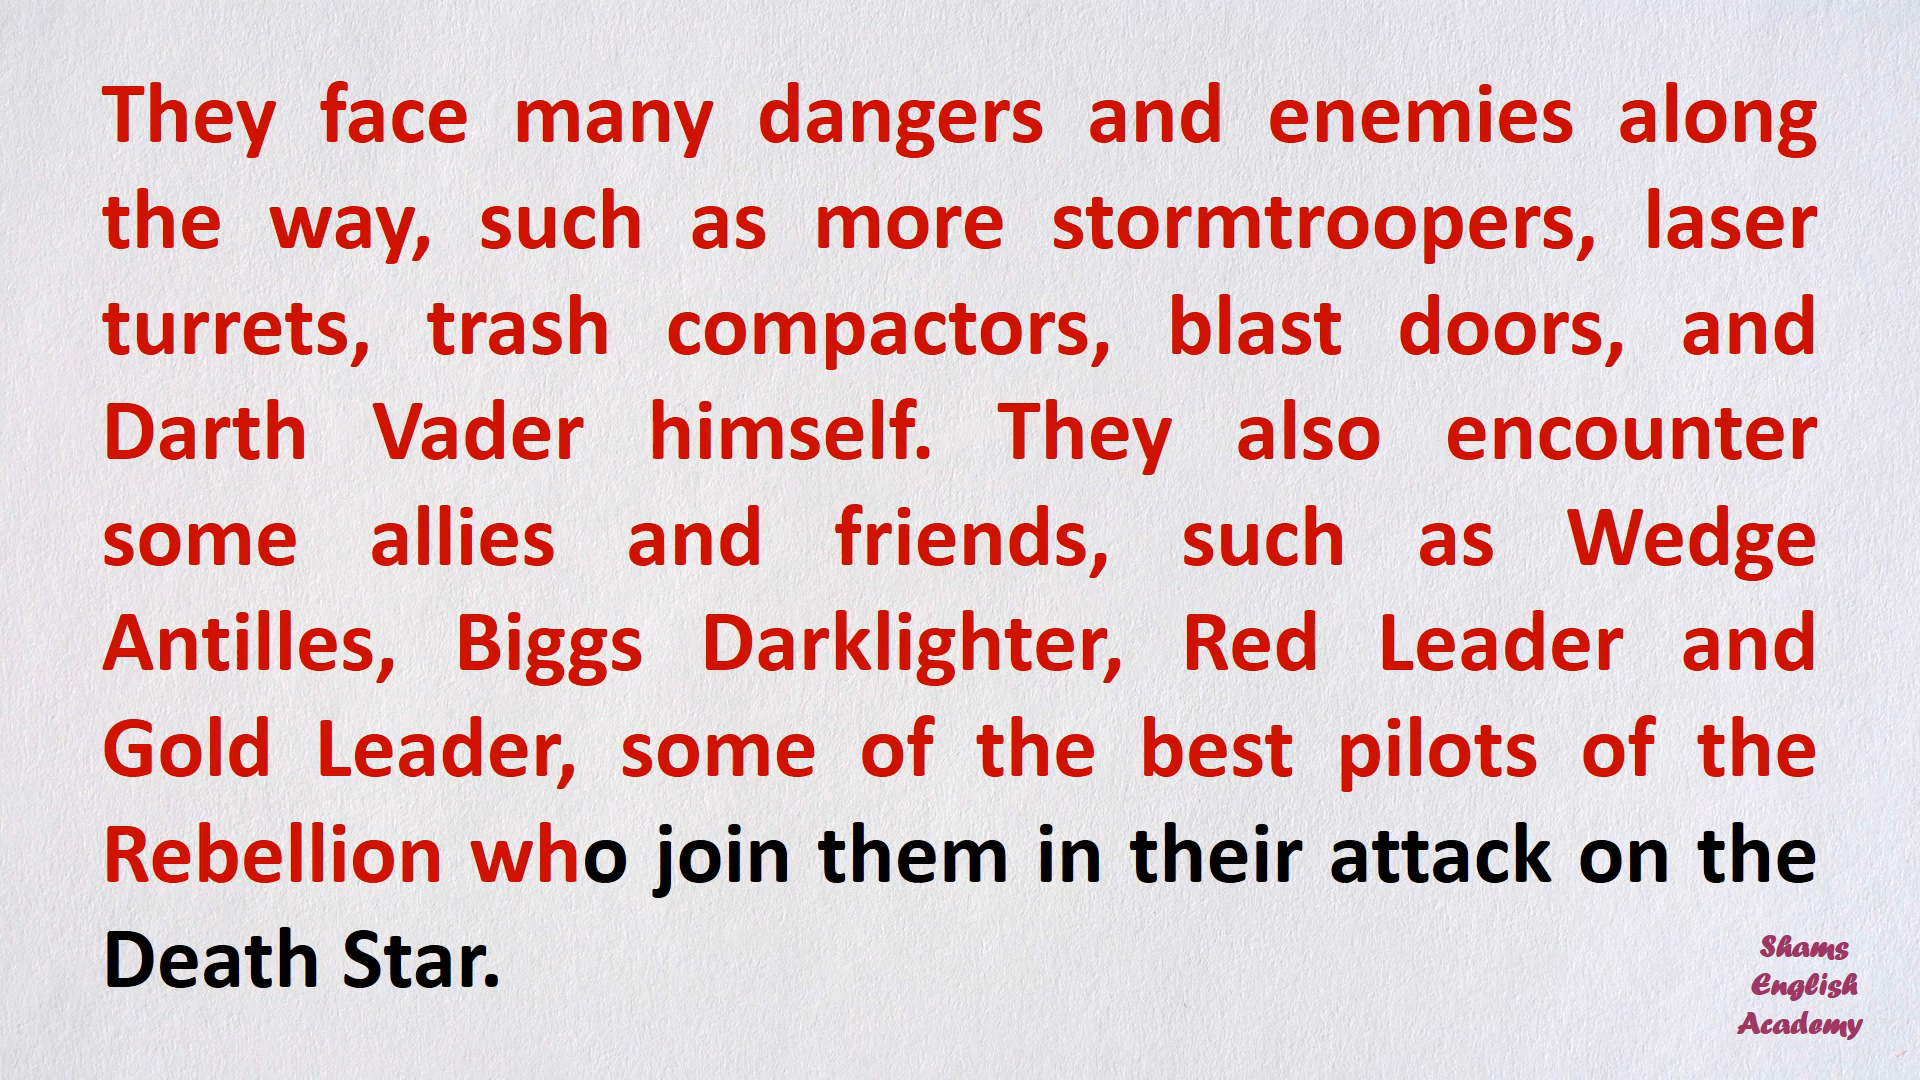 They face many dangers and enemies along
the way, such as more stormtroopers, laser
turrets, trash compactors, blast doors, and
Darth Vader himself. They also encounter
some allies and friends, such as Wedge
Antilles, Biggs Darklighter, Red Leader and
Gold Leader, some of the best pilots of the
Rebellion who join them in their attack on the
Death Star.
Shams
English
Academy